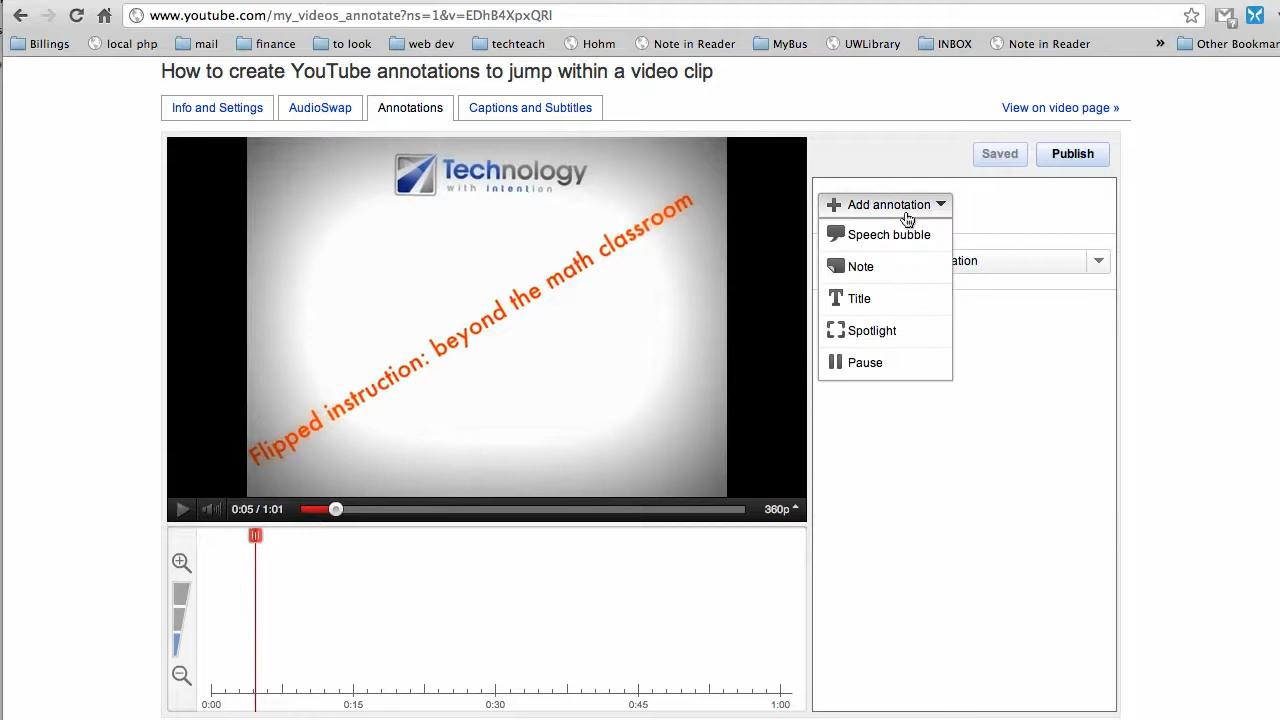 www.youtube.com/my_videos_annotate?ns=1&v=EDhB4XpxQRI
Billings local php mail finance to look web dev techteach Hohm Note in Reader MyBus UWLibrary INBOX Note in Reader » Other Bookmar
How to create YouTube annotations to jump within a video clip
Info and Settings AudioSwap Annotations Captions and Subtitles View on video page »
Saved Publish
Technology
with intention
Flipped instruction: beyond the math classroom
Add annotation
Speech bubble
ation
Note
Title
Spotlight
Pause
0:05 / 1:01 360p
0:00 0:15 0:30 0:45 1:00